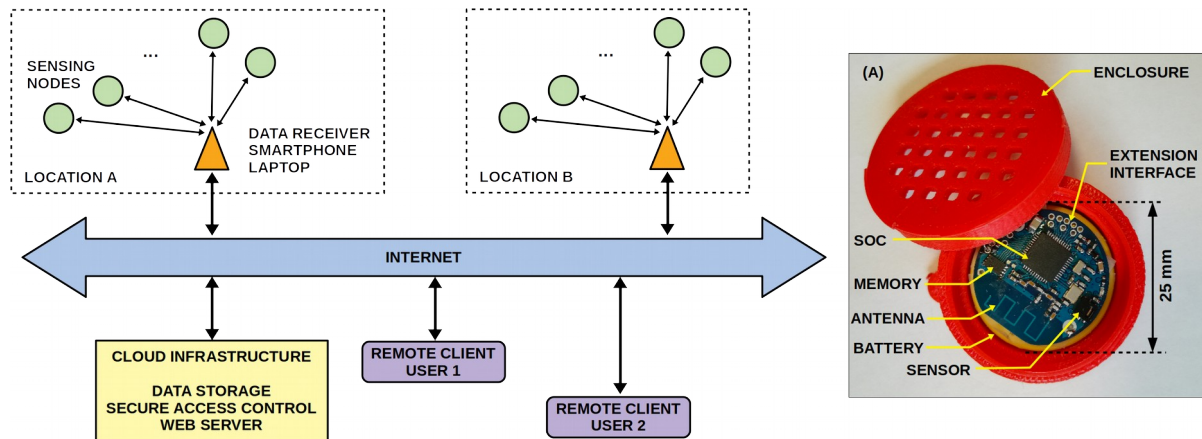 ...
SENSING
NODES
DATA RECEIVER
SMARTPHONE
LAPTOP
LOCATION A
...
LOCATION B
INTERNET
CLOUD INFRASTRUCTURE
DATA STORAGE
SECURE ACCESS CONTROL
WEB SERVER
REMOTE CLIENT
USER 1
REMOTE CLIENT
USER 2
(A)
ENCLOSURE
EXTENSION
INTERFACE
SOC
MEMORY
ANTENNA
BATTERY
SENSOR
25 mm